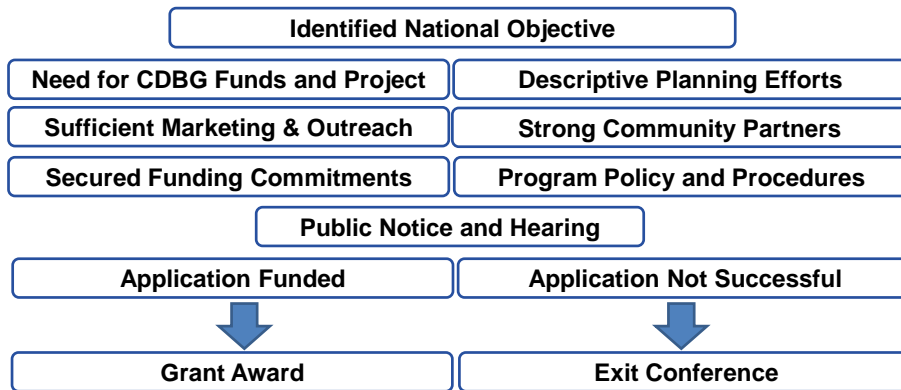 Identified National Objective
Need for CDBG Funds and Project
Descriptive Planning Efforts
Sufficient Marketing & Outreach
Strong Community Partners
Secured Funding Commitments
Program Policy and Procedures
Public Notice and Hearing
Application Funded
Application Not Successful
Grant Award
Exit Conference